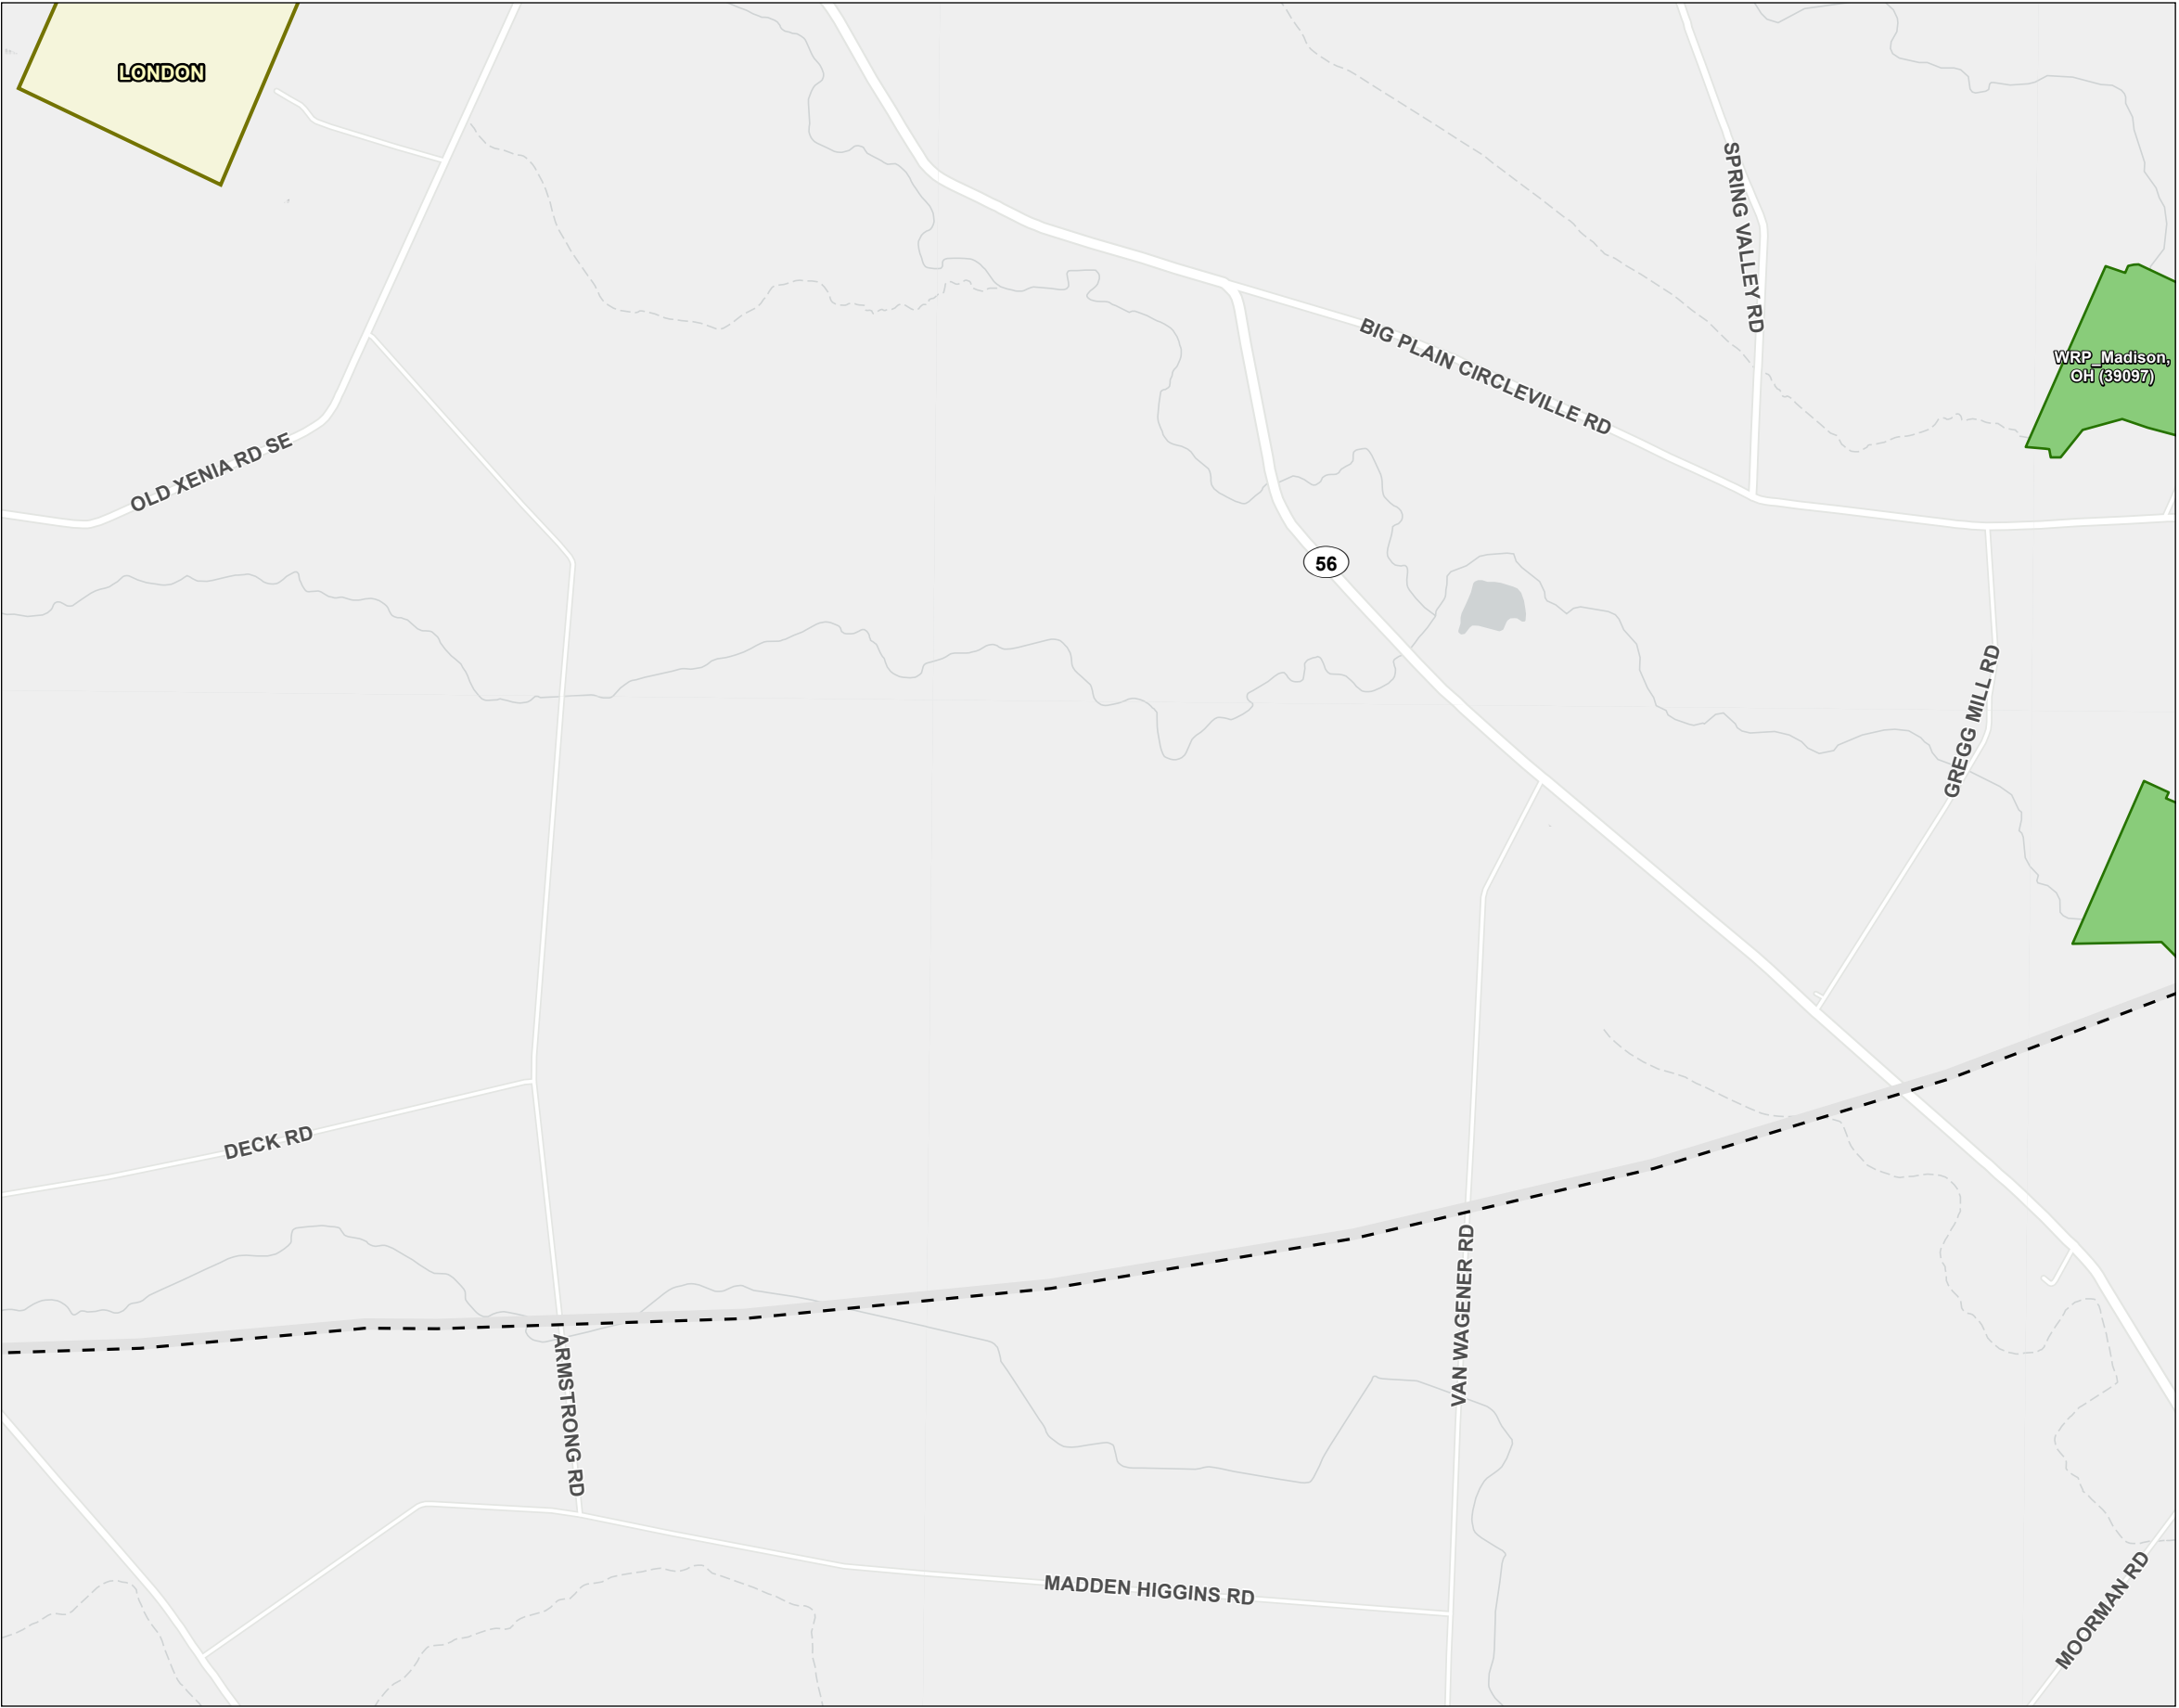 LONDON
SPRING VALLEY RD
BIG PLAIN CIRCLEVILLE RD
WRP_Madison,
OH (39097)
OLD XENIA RD SE
56
GREGG MILL RD
DECK RD
VAN WAGENER RD
ARMSTRONG RD
MADDEN HIGGINS RD
MOORMAN RD